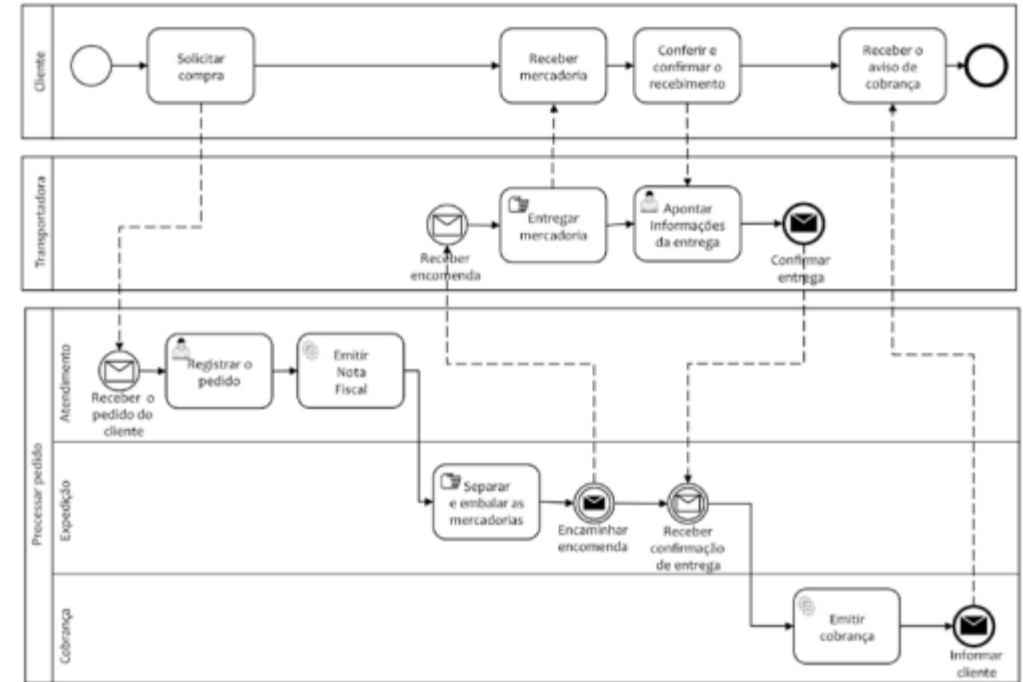 Cliente
Solicitar
compra
Receber
mercadoria
Conferir e
confirmar o
recebimento
Receber o
aviso de
cobrança
Transportadora
Receber
encomenda
Entregar
mercadoria
Apontar
Informações
da entrega
Confirmar
entrega
Processar pedido
Atendimento
Receber o
pedido do
cliente
Registrar o
pedido
Emitir
Nota
Fiscal
Expedição
Separar
e embalar as
mercadorias
Encaminhar
encomenda
Receber
confirmação
de entrega
Cobrança
Emitir
cobrança
Informar
cliente